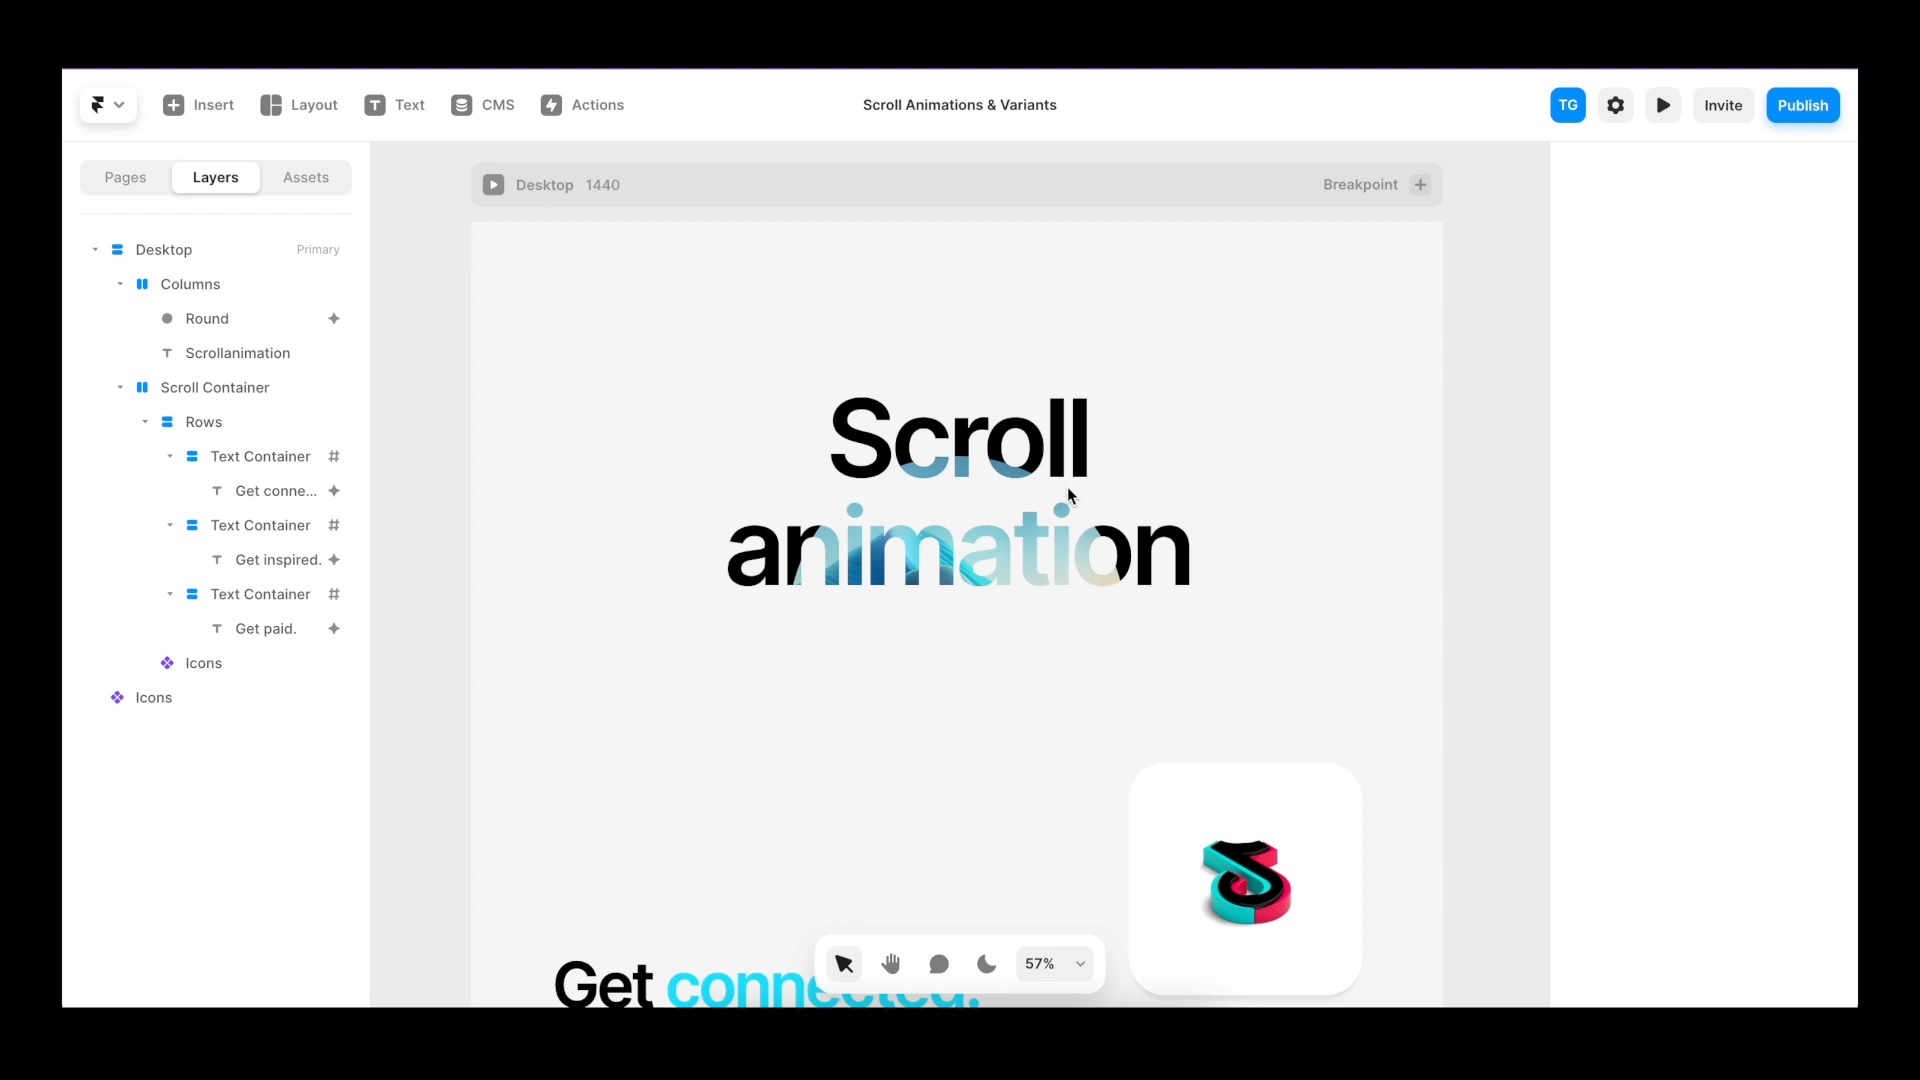 Insert
Layout
Text
CMS
Actions
Scroll Animations & Variants
TG
Invite
Publish
Pages
Layers
Assets
Desktop Primary
Columns
Round
Scrollanimation
Scroll Container
Rows
Text Container
Get conne...
Text Container
Get inspired.
Text Container
Get paid.
Icons
Icons
Desktop 1440
Breakpoint
Scroll
animation
Get connected.
57%